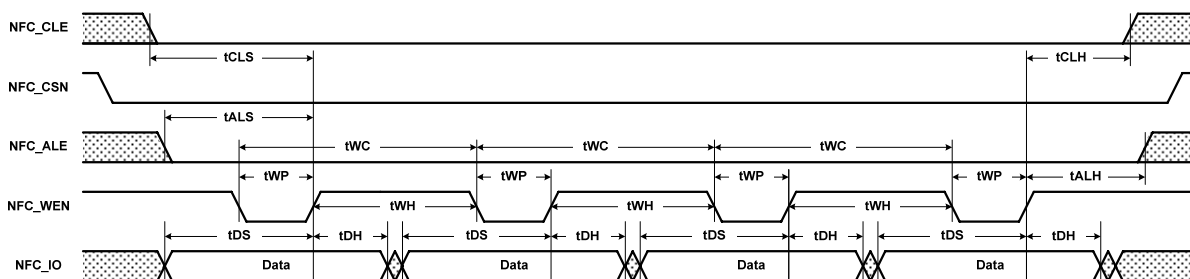 NFC_CLE
tCLS tCLH
NFC_CSN
tALS
NFC_ALE
tWC tWC tWC
tWP tWP tWP tWP tALH
NFC_WEN
tWH tWH tWH
tDS tDH tDS tDH tDS tDH tDS tDH
NFC_IO Data Data Data Data